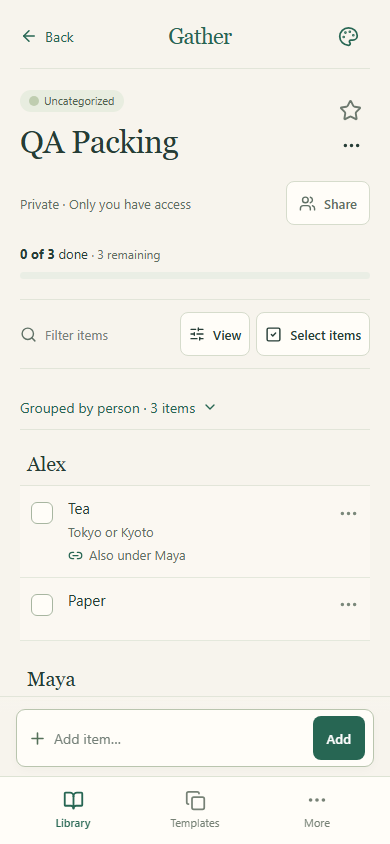 Back
Gather
Uncategorized
QA Packing
Private · Only you have access
Share
0 of 3 done · 3 remaining
Filter items
View
Select items
Grouped by person · 3 items
Alex
Tea
Tokyo or Kyoto
Also under Maya
Paper
Maya
Add item...
Add
Library
Templates
More